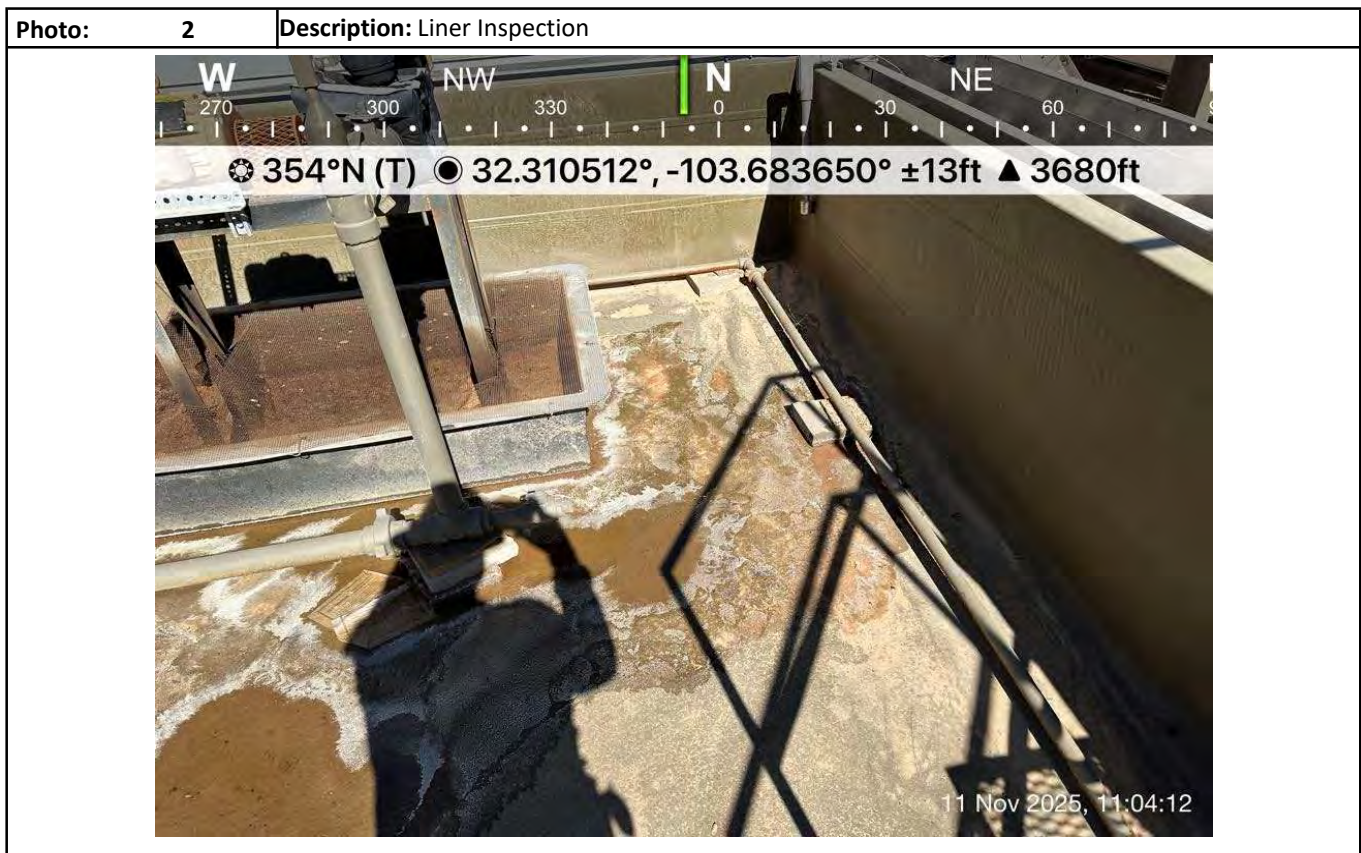 Photo: 2 Description: Liner Inspection
W NW N NE
270 300 330 0 30 60
354°N (T) 32.310512°, -103.683650° ±13ft ▲ 3680ft
11 Nov 2025, 11:04:12